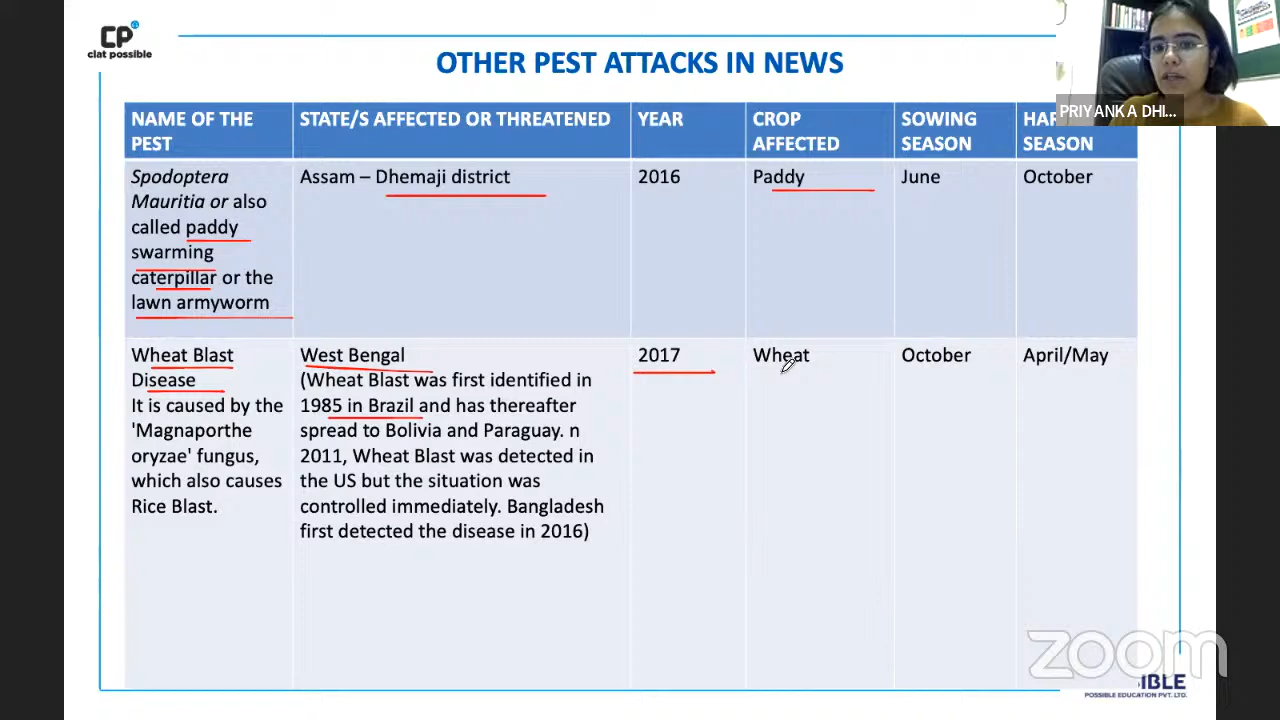 CP
clat possible
OTHER PEST ATTACKS IN NEWS
PRIYANKA DHI...
NAME OF THE
PEST
STATE/S AFFECTED OR THREATENED
YEAR
CROP
AFFECTED
SOWING
SEASON
HAR
SEASON
Spodoptera
Mauritia or also
called paddy
swarming
caterpillar or the
lawn armyworm
Assam – Dhemaji district
2016
Paddy
June
October
Wheat Blast
Disease
It is caused by the
'Magnaporthe
oryzae' fungus,
which also causes
Rice Blast.
West Bengal
(Wheat Blast was first identified in
1985 in Brazil and has thereafter
spread to Bolivia and Paraguay. n
2011, Wheat Blast was detected in
the US but the situation was
controlled immediately. Bangladesh
first detected the disease in 2016)
2017
Wheat
October
April/May
zoom
IBLE
POSSIBLE EDUCATION PVT. LTD.